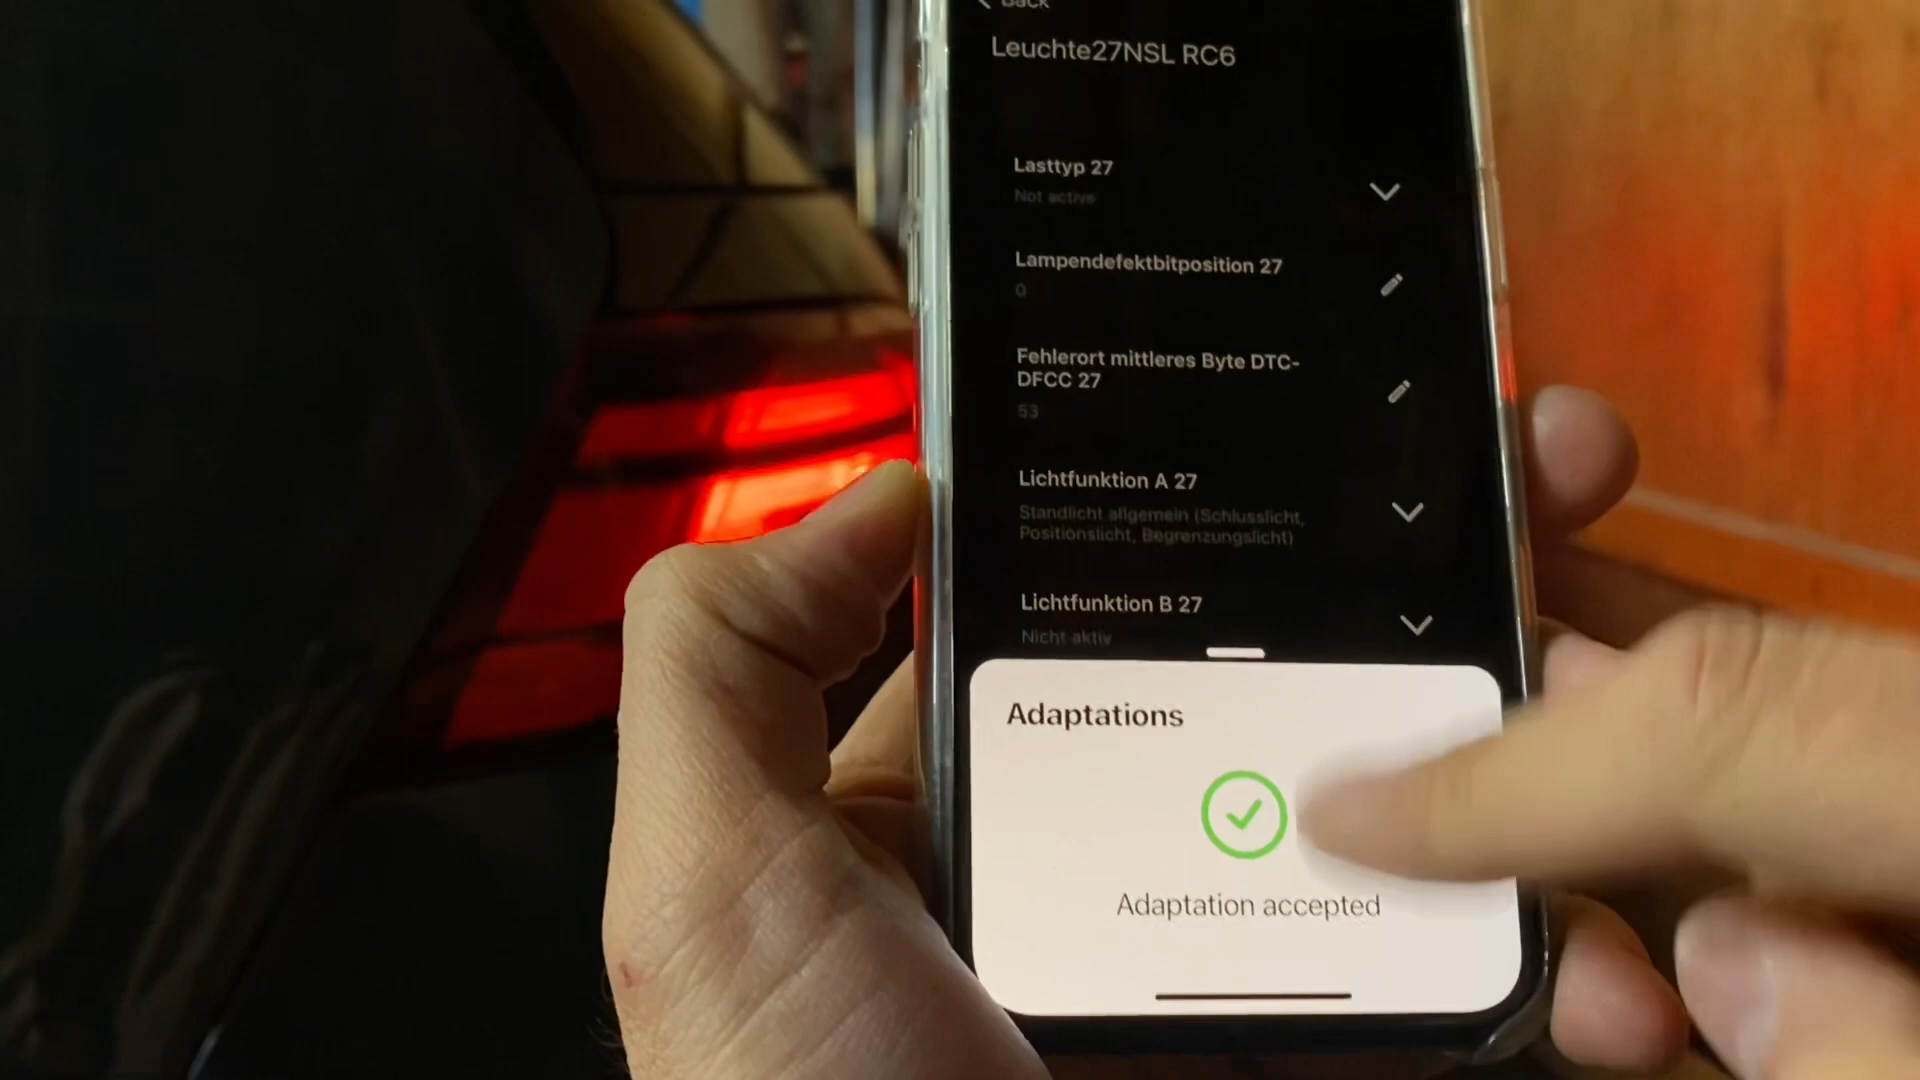 Back
Leuchte27NSL RC6
Lasttyp 27
Not active
Lampendefektbitposition 27
0
Fehlerort mittleres Byte DTC-
DFCC 27
53
Lichtfunktion A 27
Standlicht allgemein (Schlusslicht,
Positionslicht, Begrenzungslicht)
Lichtfunktion B 27
Nicht aktiv
Adaptations
Adaptation accepted